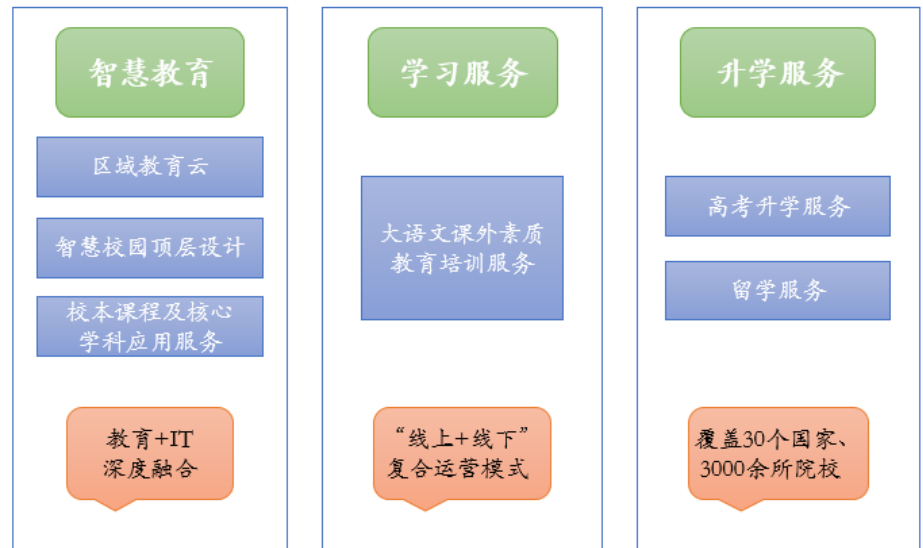 智慧教育
区域教育云
智慧校园顶层设计
校本课程及核心
学科应用服务
教育+IT
深度融合
学习服务
大语文课外素质
教育培训服务
“线上+线下”
复合运营模式
升学服务
高考升学服务
留学服务
覆盖30个国家、
3000余所院校